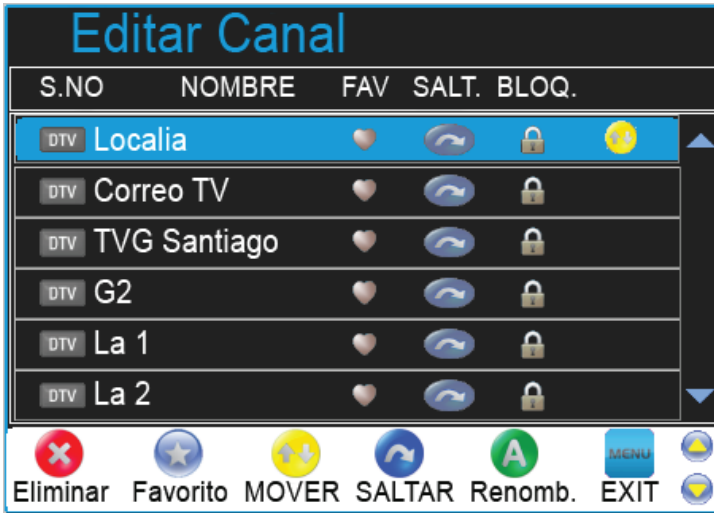 Editar Canal
S.NO NOMBRE FAV SALT. BLOQ.
DTV Localia
DTV Correo TV
DTV TVG Santiago
DTV G2
DTV La 1
DTV La 2
A MENU
Eliminar Favorito MOVER SALTAR Renomb. EXIT